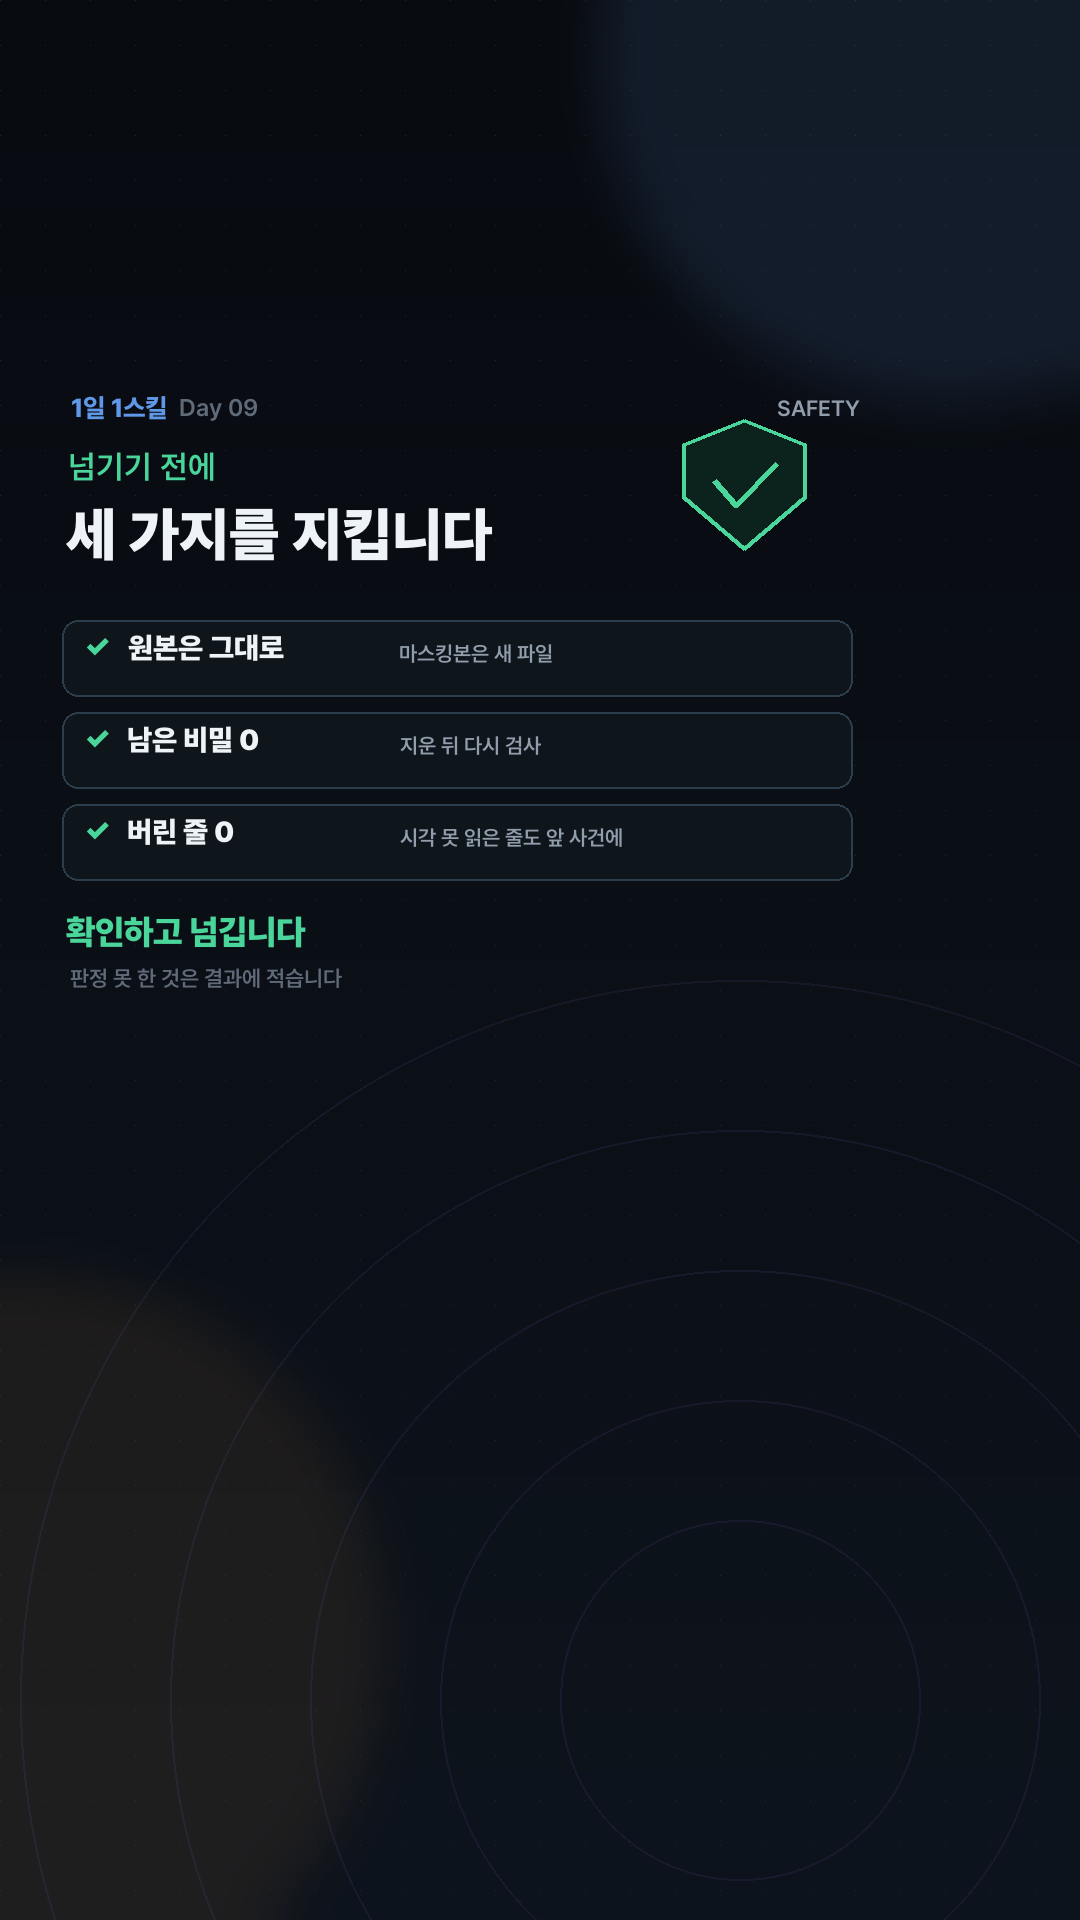 1일 1스킬 Day 09
SAFETY
넘기기 전에
세 가지를 지킵니다
원본은 그대로 마스킹본은 새 파일
남은 비밀 0 지운 뒤 다시 검사
버린 줄 0 시각 못 읽은 줄도 앞 사건에
확인하고 넘깁니다
판정 못 한 것은 결과에 적습니다